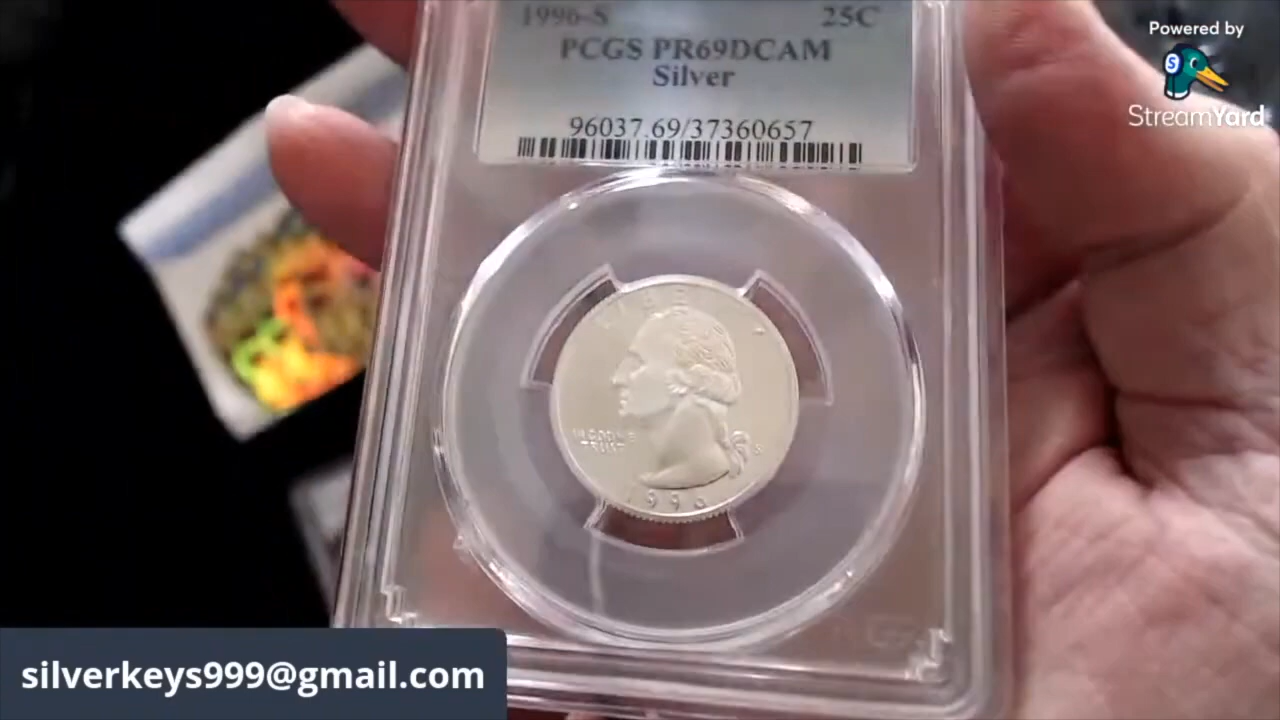 1996-S 25C
PCGS PR69DCAM
Silver
96037.69/37360657
Powered by
StreamYard
IN GOD WE
TRUST
S
1996
silverkeys999@gmail.com